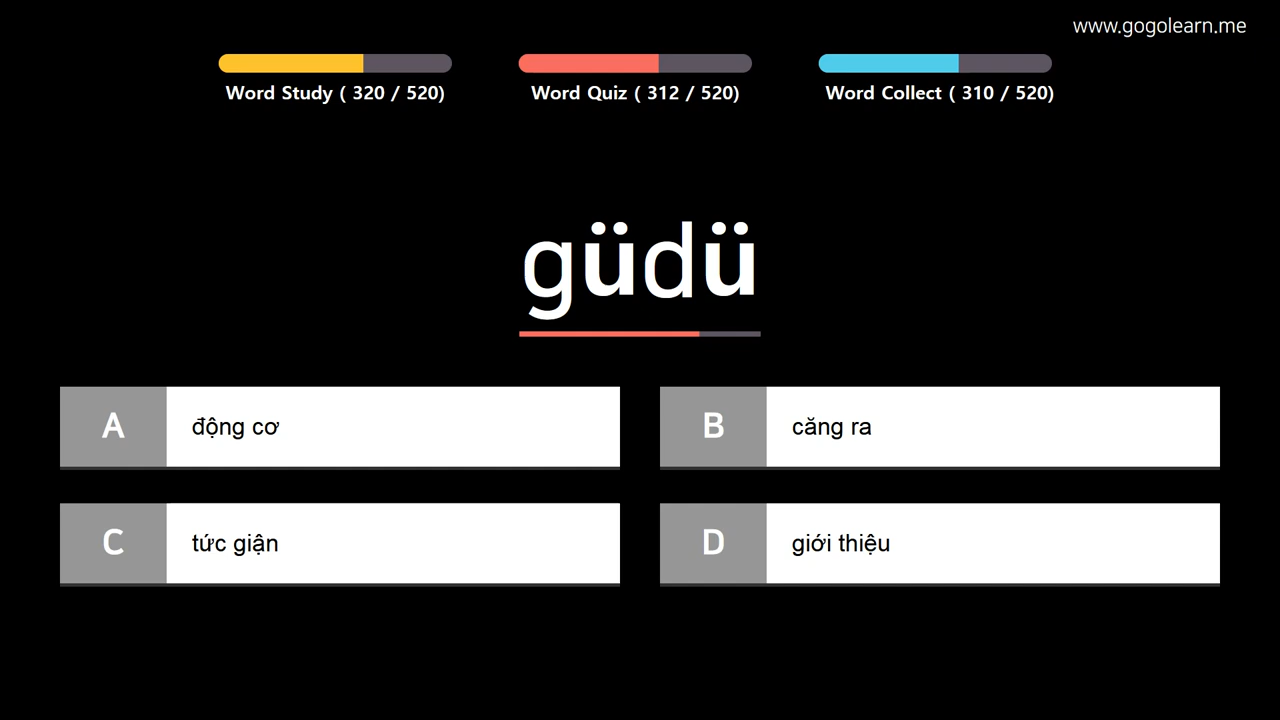 www.gogolearn.me
Word Study ( 320 / 520)
Word Quiz ( 312 / 520)
Word Collect ( 310 / 520)
güdü
A động cơ
B căng ra
C tức giận
D giới thiệu